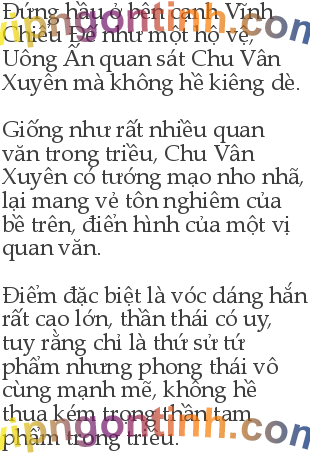 Đứng hầu ở bên cạnh Vĩnh
Chiêu Đế như một hộ vệ,
Uông Ấn quan sát Chu Vân
Xuyên mà không hề kiêng dè.
Giống như rất nhiều quan
văn trong triều, Chu Vân
Xuyên có tướng mạo nho nhã,
lại mang vẻ tôn nghiêm của
bề trên, điển hình của một vị
quan văn.
Điểm đặc biệt là vóc dáng hắn
rất cao lớn, thần thái có uy,
tuy rằng chỉ là thứ sử tứ
phẩm nhưng phong thái vô
cùng mạnh mẽ, không hề
thua kém trọng thần tam
phẩm trong triều.
vipngontinh.com
vipngontinh.com